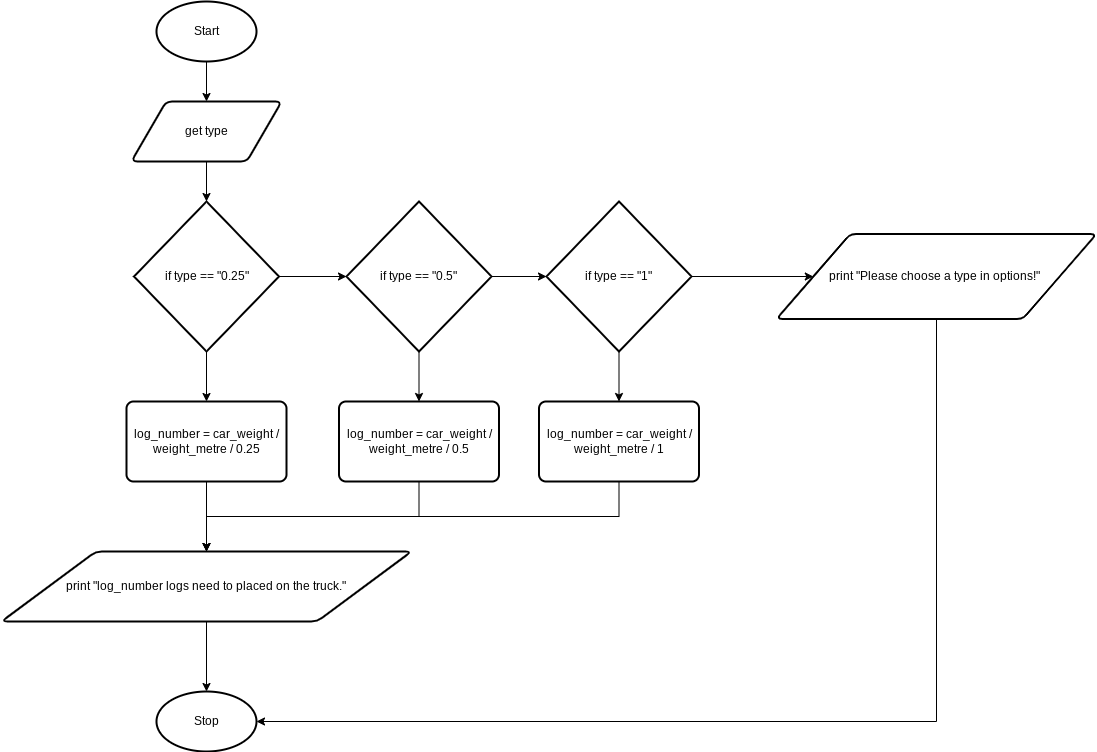 Start
get type
if type == "0.25"
if type == "0.5"
if type == "1"
print "Please choose a type in options!"
log_number = car_weight /
weight_metre / 0.25
log_number = car_weight /
weight_metre / 0.5
log_number = car_weight /
weight_metre / 1
print "log_number logs need to placed on the truck."
Stop